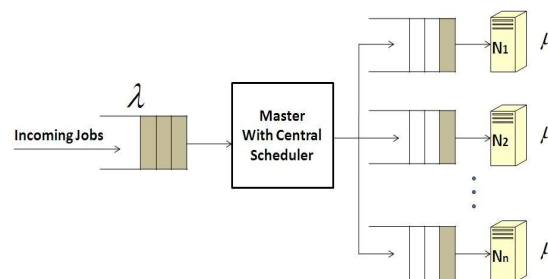 λ
Incoming Jobs
Master
With Central
Scheduler
N1
μ
N2
μ
Nn
μ